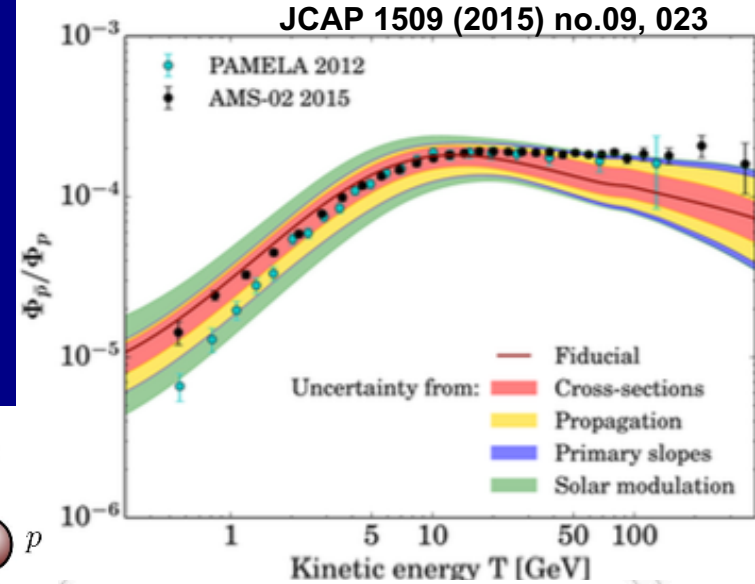 JCAP 1509 (2015) no.09, 023
10⁻³
PAMELA 2012
AMS-02 2015
10⁻⁴
Φp̄/Φp
10⁻⁵
Fiducial
Uncertainty from: Cross-sections
Propagation
Primary slopes
Solar modulation
10⁻⁶
p
1 5 10 50 100
Kinetic energy T [GeV]